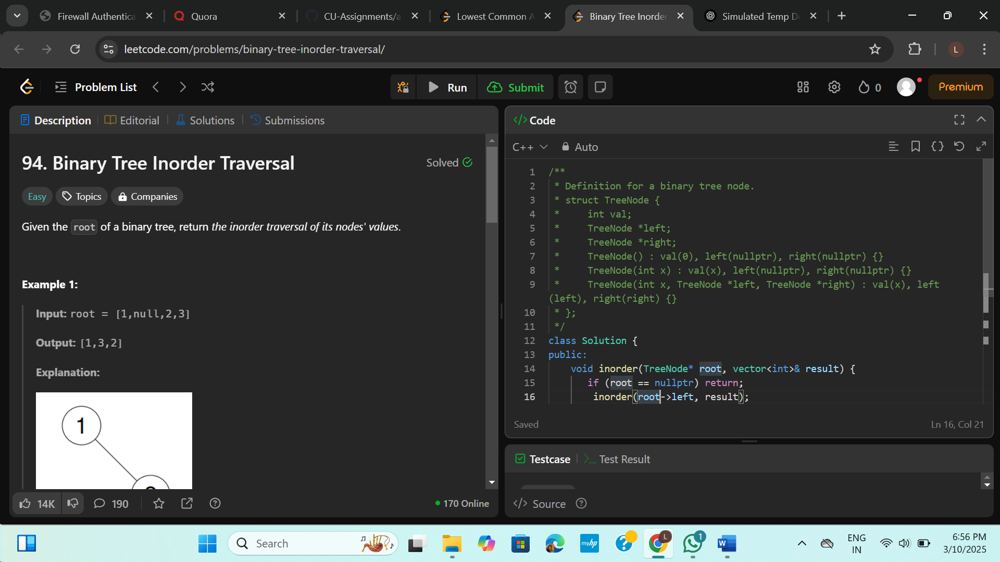 Firewall Authentica
Quora
CU-Assignments/a
Lowest Common A
Binary Tree Inorder
Simulated Temp De
leetcode.com/problems/binary-tree-inorder-traversal/
L
Problem List
Run
Submit
0
Premium
Description
Editorial
Solutions
Submissions
94. Binary Tree Inorder Traversal
Solved
Easy
Topics
Companies
Given the root of a binary tree, return the inorder traversal of its nodes' values.
Example 1:
Input: root = [1,null,2,3]
Output: [1,3,2]
Explanation:
1
14K
190
170 Online
</> Code
C++
Auto
1 /**
2 * Definition for a binary tree node.
3 * struct TreeNode {
4 *     int val;
5 *     TreeNode *left;
6 *     TreeNode *right;
7 *     TreeNode() : val(0), left(nullptr), right(nullptr) {}
8 *     TreeNode(int x) : val(x), left(nullptr), right(nullptr) {}
9 *     TreeNode(int x, TreeNode *left, TreeNode *right) : val(x), left
(left), right(right) {}
10 * };
11 */
12 class Solution {
13 public:
14     void inorder(TreeNode* root, vector<int>& result) {
15        if (root == nullptr) return;
16         inorder(root->left, result);
Saved
Ln 16, Col 21
Testcase
Test Result
</> Source
Search
myhp
L
1
W
ENG
IN
6:56 PM
3/10/2025